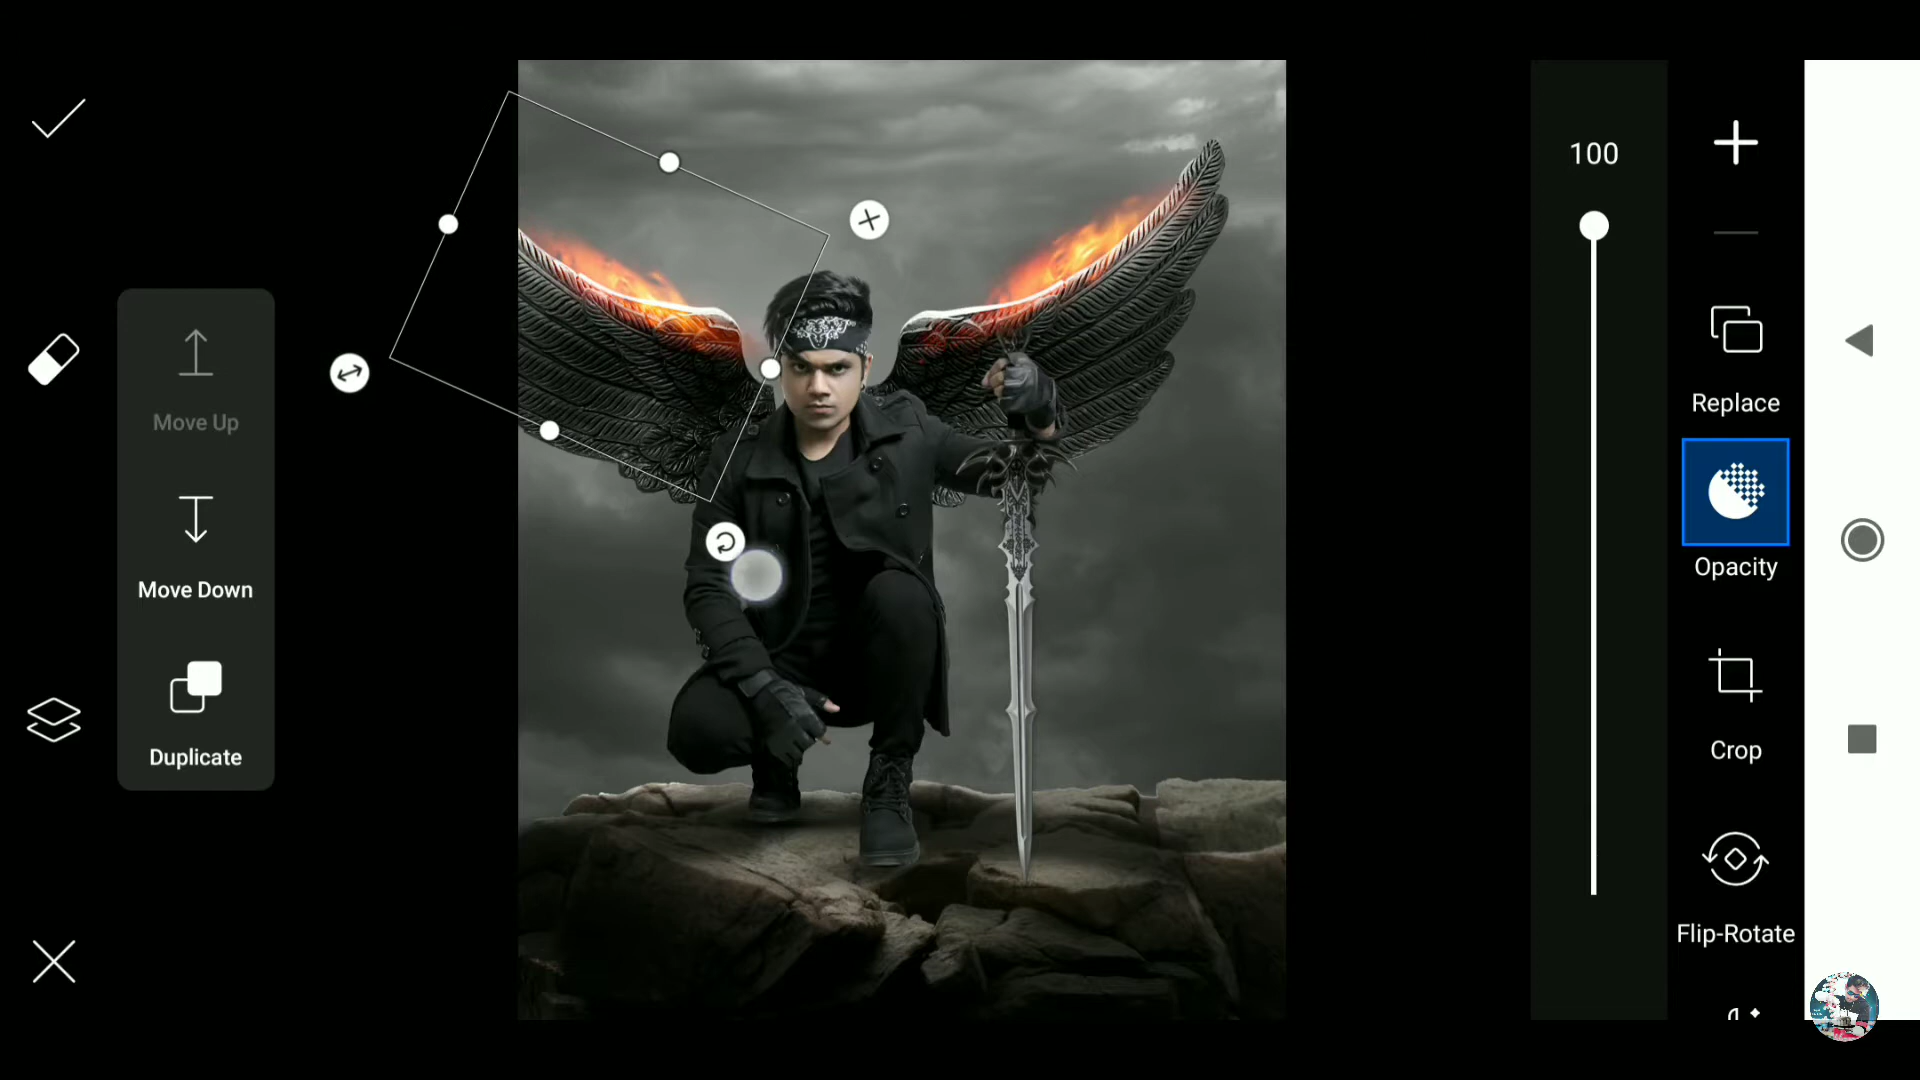 Move Up
Move Down
Duplicate
100
Replace
Opacity
Crop
Flip-Rotate